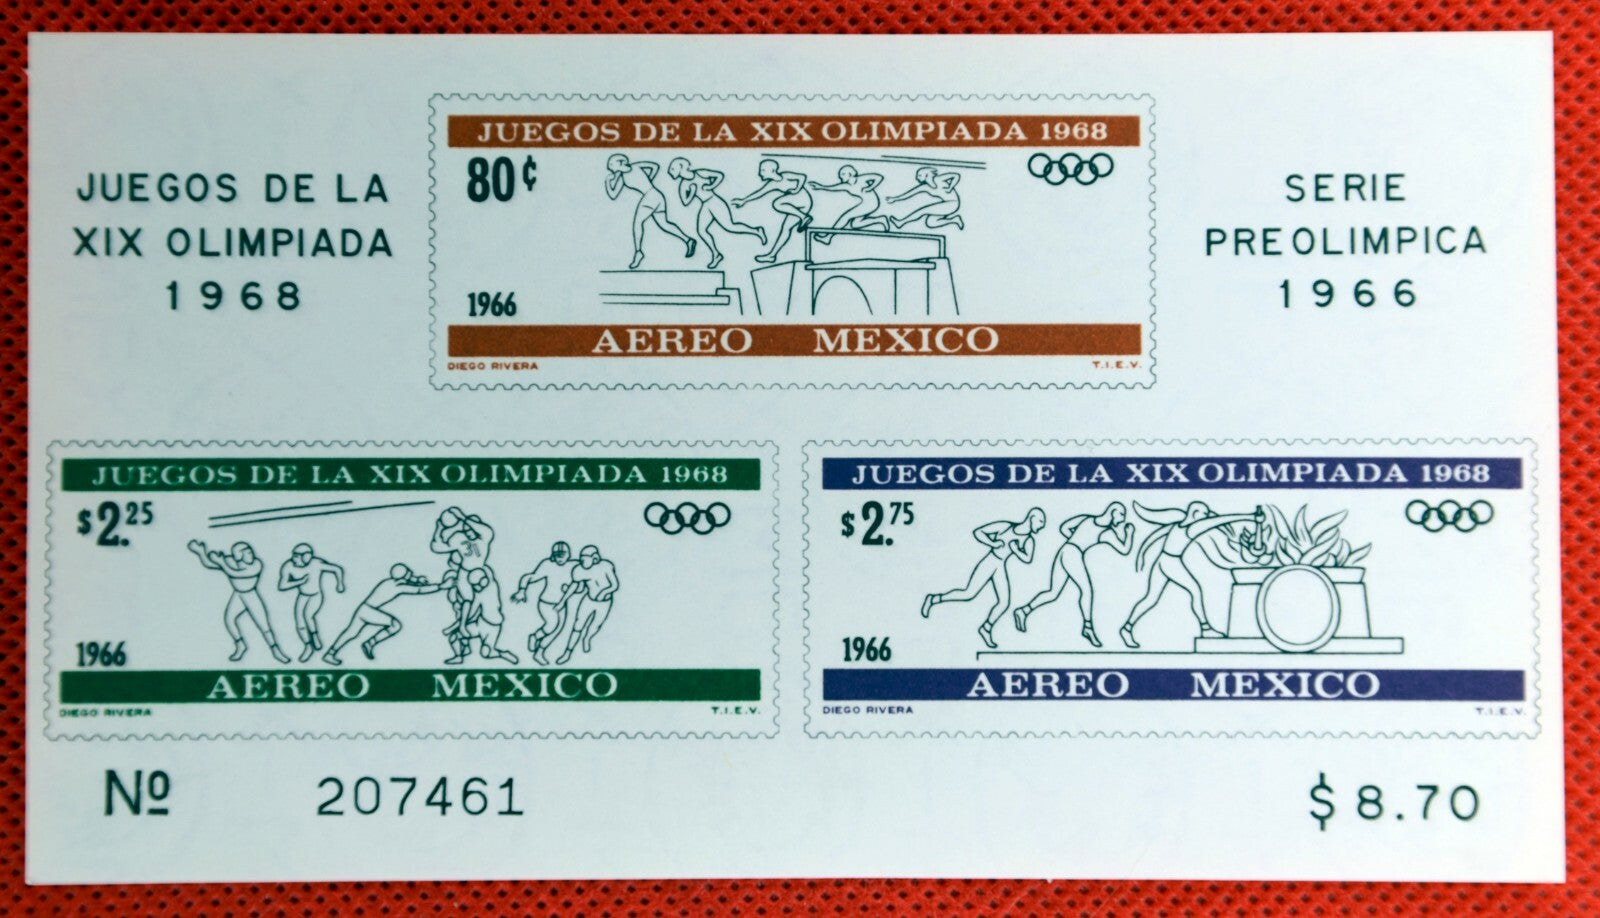 JUEGOS DE LA
XIX OLIMPIADA
1968
JUEGOS DE LA XIX OLIMPIADA 1968
80¢
1966
AEREO MEXICO
DIEGO RIVERA T.I.E.V.
SERIE
PREOLIMPICA
1966
JUEGOS DE LA XIX OLIMPIADA 1968
$2.25
31
1966
AEREO MEXICO
DIEGO RIVERA T.I.E.V.
JUEGOS DE LA XIX OLIMPIADA 1968
$2.75
1966
AEREO MEXICO
DIEGO RIVERA T.I.E.V.
Nº 207461
$8.70